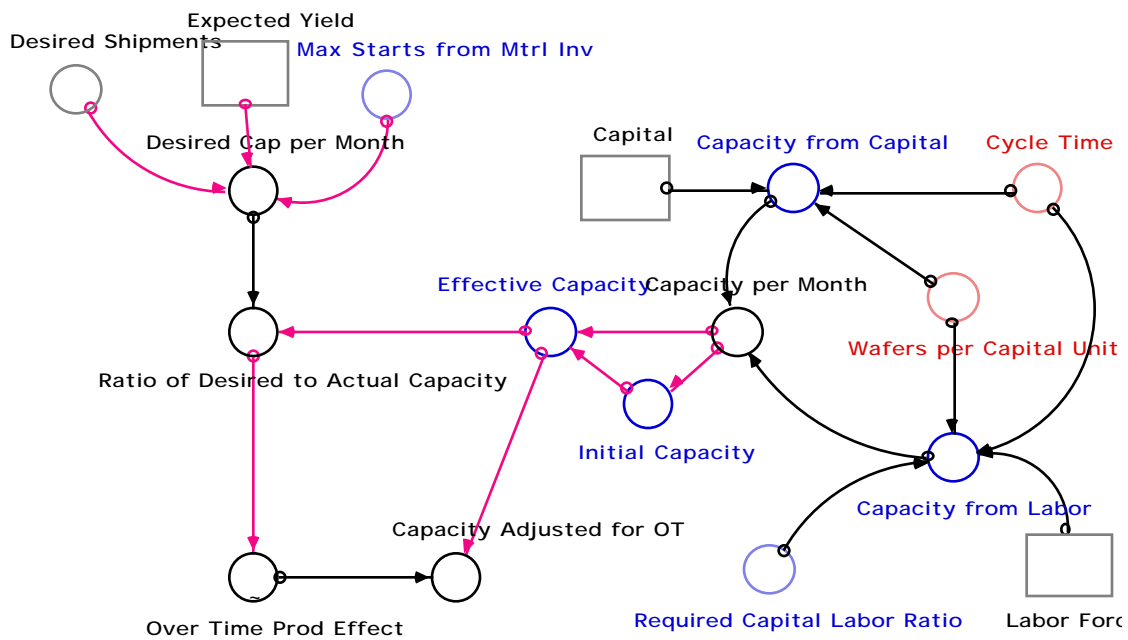 Expected Yield
Desired Shipments
Max Starts from Mtrl Inv
Desired Cap per Month
Capital
Capacity from Capital
Cycle Time
Effective Capacity
Capacity per Month
Wafers per Capital Unit
Ratio of Desired to Actual Capacity
Initial Capacity
Capacity from Labor
Capacity Adjusted for OT
~
Over Time Prod Effect
Required Capital Labor Ratio
Labor Forc